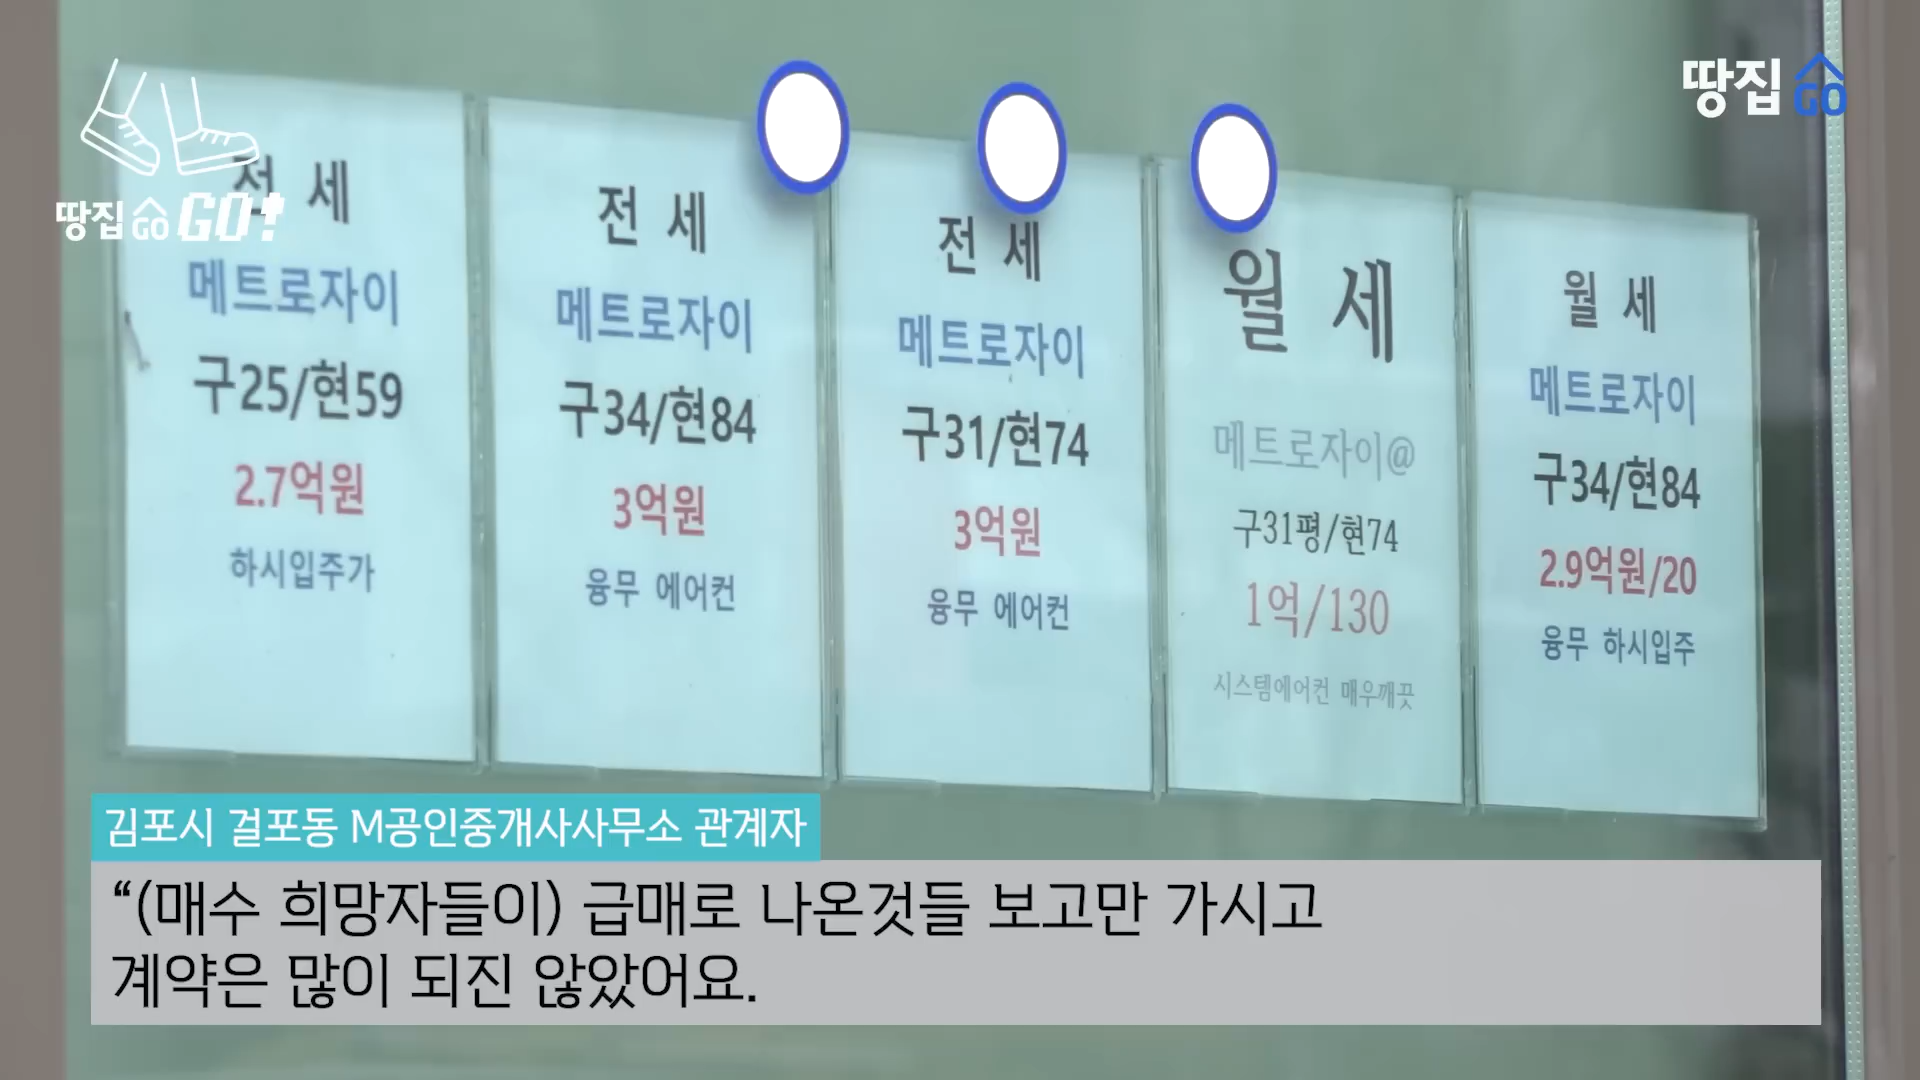 땅집 GO
땅집 GO GO!
전 세
메트로자이
구25/현59
2.7억원
하시입주가
전 세
메트로자이
구34/현84
3억원
융무 에어컨
전 세
메트로자이
구31/현74
3억원
융무 에어컨
월 세
메트로자이@
구31평/현74
1억/130
시스템에어컨 매우깨끗
월 세
메트로자이
구34/현84
2.9억원/20
융무 하시입주
김포시 걸포동 M공인중개사사무소 관계자
“(매수 희망자들이) 급매로 나온것들 보고만 가시고
계약은 많이 되진 않았어요.